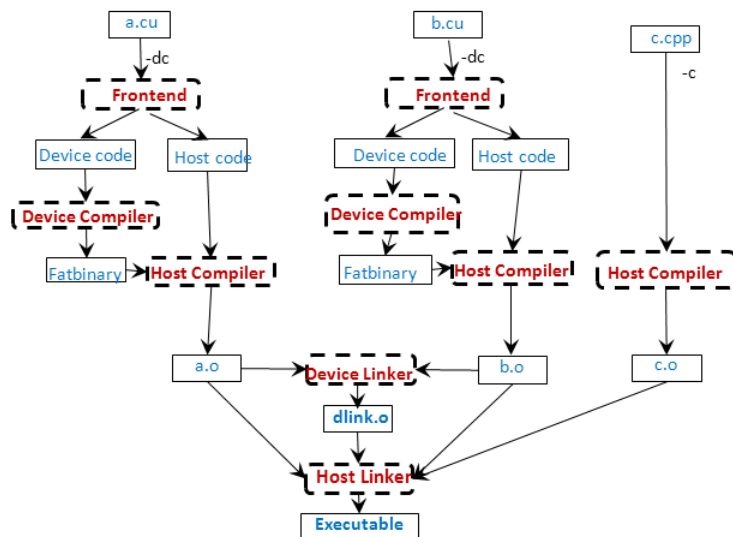 a.cu
b.cu
c.cpp
-dc
-dc
-c
Frontend
Frontend
Device code
Host code
Device code
Host code
Device Compiler
Device Compiler
Fatbinary
Host Compiler
Fatbinary
Host Compiler
Host Compiler
a.o
Device Linker
b.o
c.o
dlink.o
Host Linker
Executable